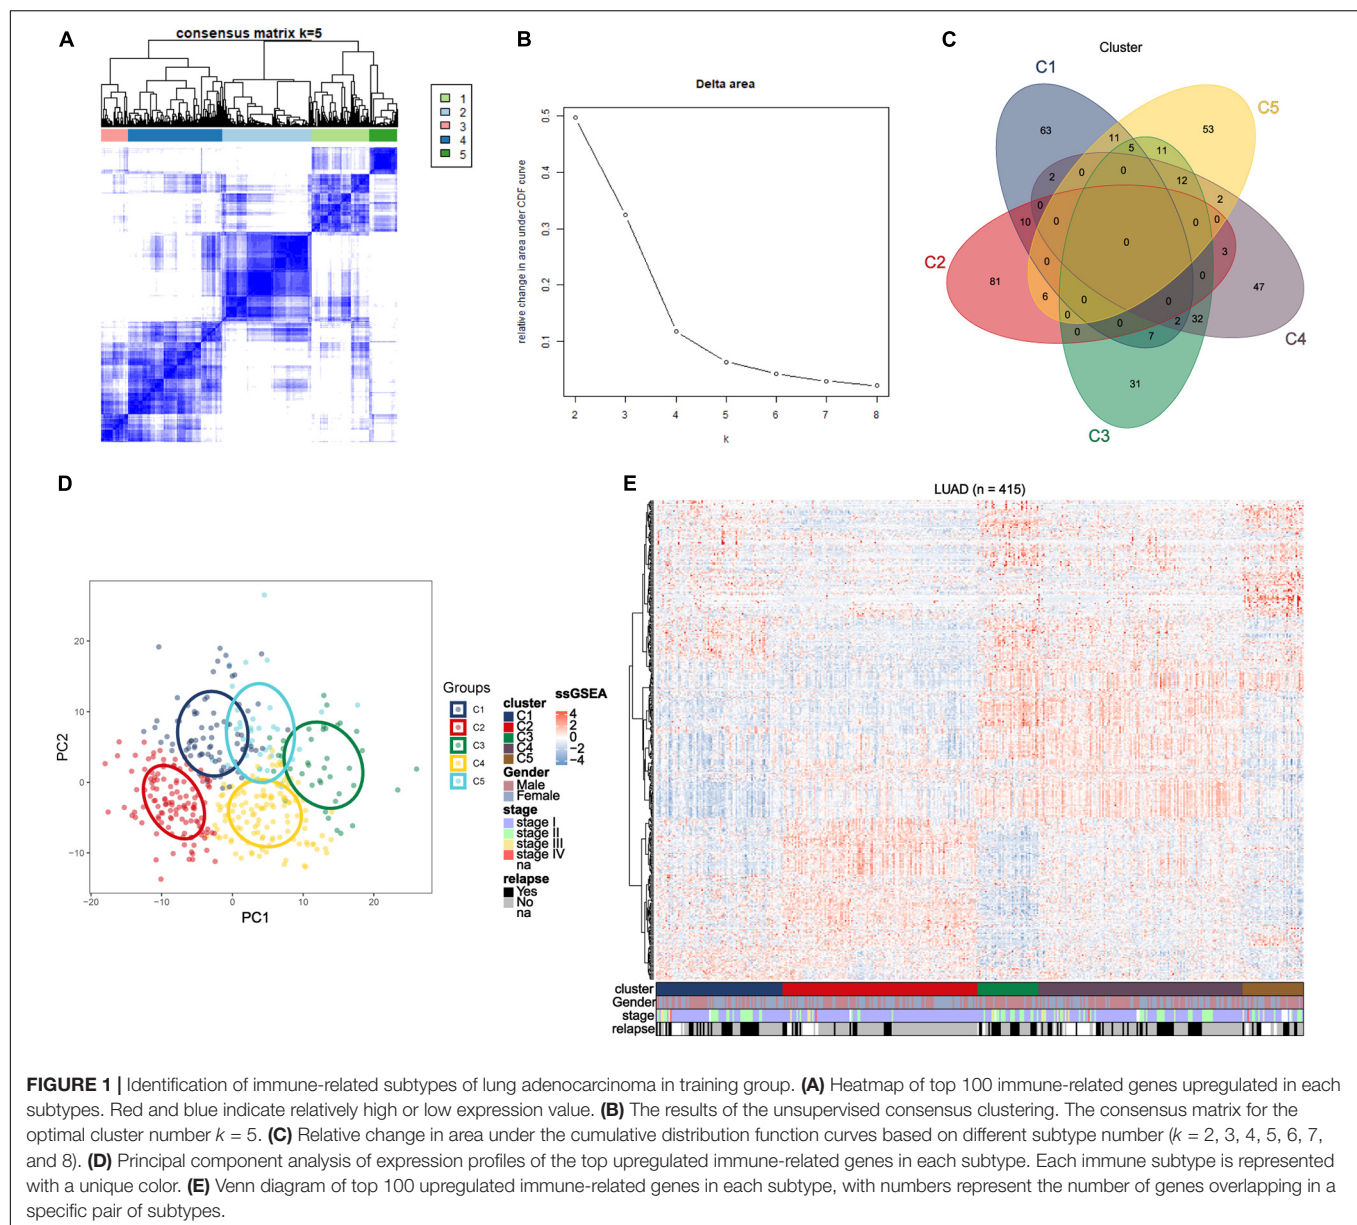 A
consensus matrix k=5
1
2
3
4
5
B
Delta area
relative change in area under CDF curve
0.5
0.4
0.3
0.2
0.1
2 3 4 5 6 7 8
k
C
Cluster
C1
C5
C2
C4
C3
63
11
5
11
53
2
0
0
12
2
0
10
0
0
0
0
3
81
0
0
47
6
0
0
0
0
0
2
32
7
31
D
PC2
20
10
0
−10
−20 −10 0 10 20
PC1
Groups
C1
C2
C3
C4
C5
cluster
C1
C2
C3
C4
C5
Gender
Male
Female
stage
stage I
stage II
stage III
stage IV
na
relapse
Yes
No
na
ssGSEA
4
2
0
−2
−4
E
LUAD (n = 415)
cluster
Gender
stage
relapse
FIGURE 1 | Identification of immune-related subtypes of lung adenocarcinoma in training group. (A) Heatmap of top 100 immune-related genes upregulated in each
subtypes. Red and blue indicate relatively high or low expression value. (B) The results of the unsupervised consensus clustering. The consensus matrix for the
optimal cluster number k = 5. (C) Relative change in area under the cumulative distribution function curves based on different subtype number (k = 2, 3, 4, 5, 6, 7,
and 8). (D) Principal component analysis of expression profiles of the top upregulated immune-related genes in each subtype. Each immune subtype is represented
with a unique color. (E) Venn diagram of top 100 upregulated immune-related genes in each subtype, with numbers represent the number of genes overlapping in a
specific pair of subtypes.